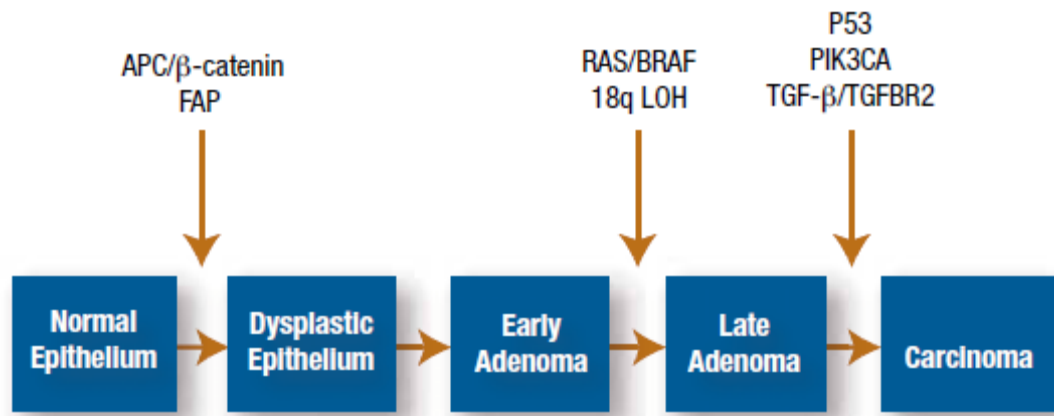 APC/β-catenin
FAP
RAS/BRAF
18q LOH
P53
PIK3CA
TGF-β/TGFBR2
Normal
Epithelium
Dysplastic
Epithelium
Early
Adenoma
Late
Adenoma
Carcinoma